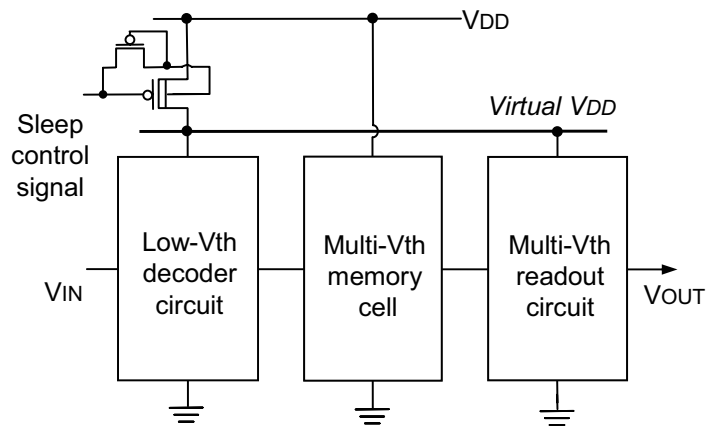 VDD
Virtual VDD
Sleep
control
signal
Low-Vth
decoder
circuit
Multi-Vth
memory
cell
Multi-Vth
readout
circuit
VIN
VOUT